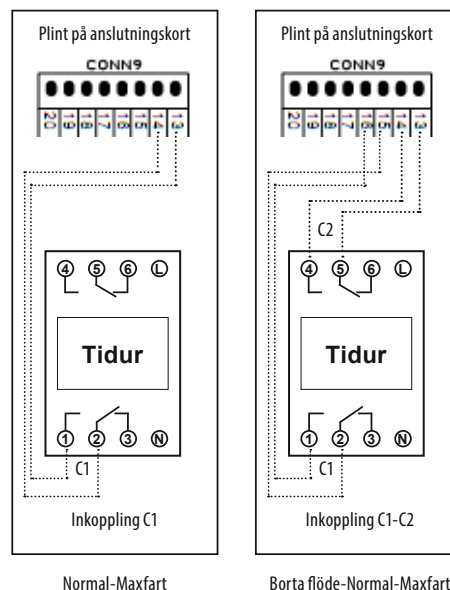 Plint på anslutningskort
CONN9
20 19 18 17 16 15 14 13
4 5 6 L
Tidur
1 2 3 N
C1
Inkoppling C1
Normal-Maxfart
Plint på anslutningskort
CONN9
20 19 18 17 16 15 14 13
C2
4 5 6 L
Tidur
1 2 3 N
C1
Inkoppling C1-C2
Borta flöde-Normal-Maxfart